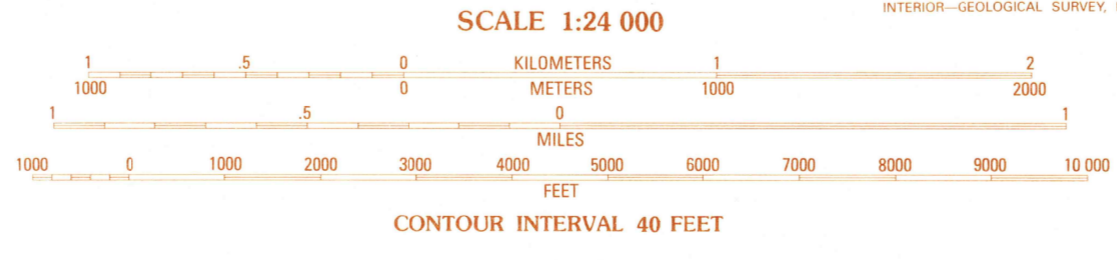 INTERIOR—GEOLOGICAL SURVEY,
SCALE 1:24 000
1 .5 0 KILOMETERS 1 2
1000 0 METERS 1000 2000
1 .5 0 1
MILES
1000 0 1000 2000 3000 4000 5000 6000 7000 8000 9000 10 000
FEET
CONTOUR INTERVAL 40 FEET